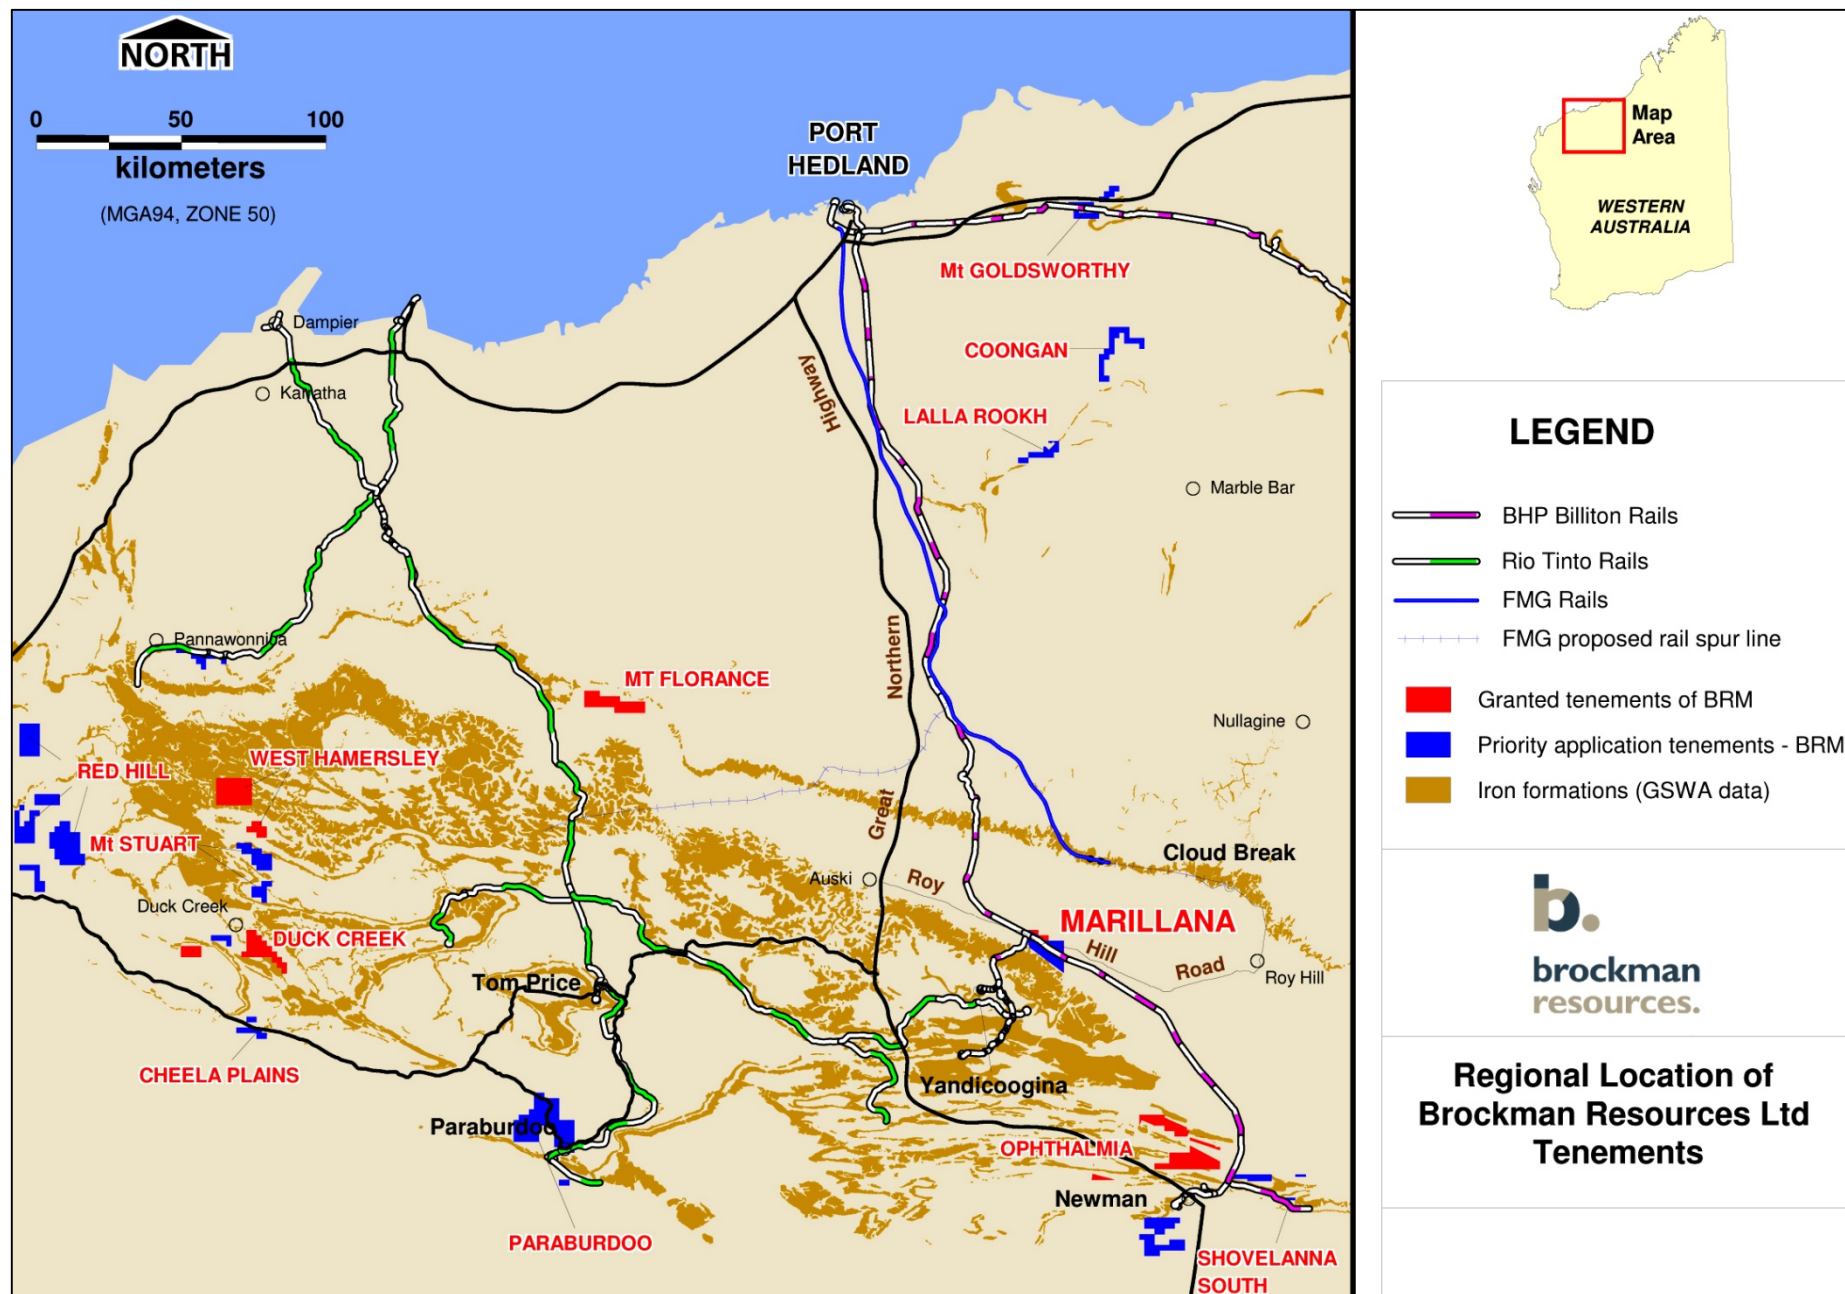 NORTH
0 50 100
kilometers
(MGA94, ZONE 50)
PORT
HEDLAND
Mt GOLDSWORTHY
Dampier
COONGAN
Karratha
Highway
LALLA ROOKH
Marble Bar
Pannawonnica
Northern
MT FLORANCE
Nullagine
WEST HAMERSLEY
RED HILL
Great
Mt STUART
Cloud Break
Auski
Roy
Duck Creek
MARILLANA
DUCK CREEK
Hill
Road
Roy Hill
Tom Price
CHEELA PLAINS
Yandicoogina
Paraburdoo
OPHTHALMIA
Newman
PARABURDOO
SHOVELANNA
SOUTH
Map
Area
WESTERN
AUSTRALIA
LEGEND
BHP Billiton Rails
Rio Tinto Rails
FMG Rails
FMG proposed rail spur line
Granted tenements of BRM
Priority application tenements - BRM
Iron formations (GSWA data)
b.
brockman
resources.
Regional Location of
Brockman Resources Ltd
Tenements